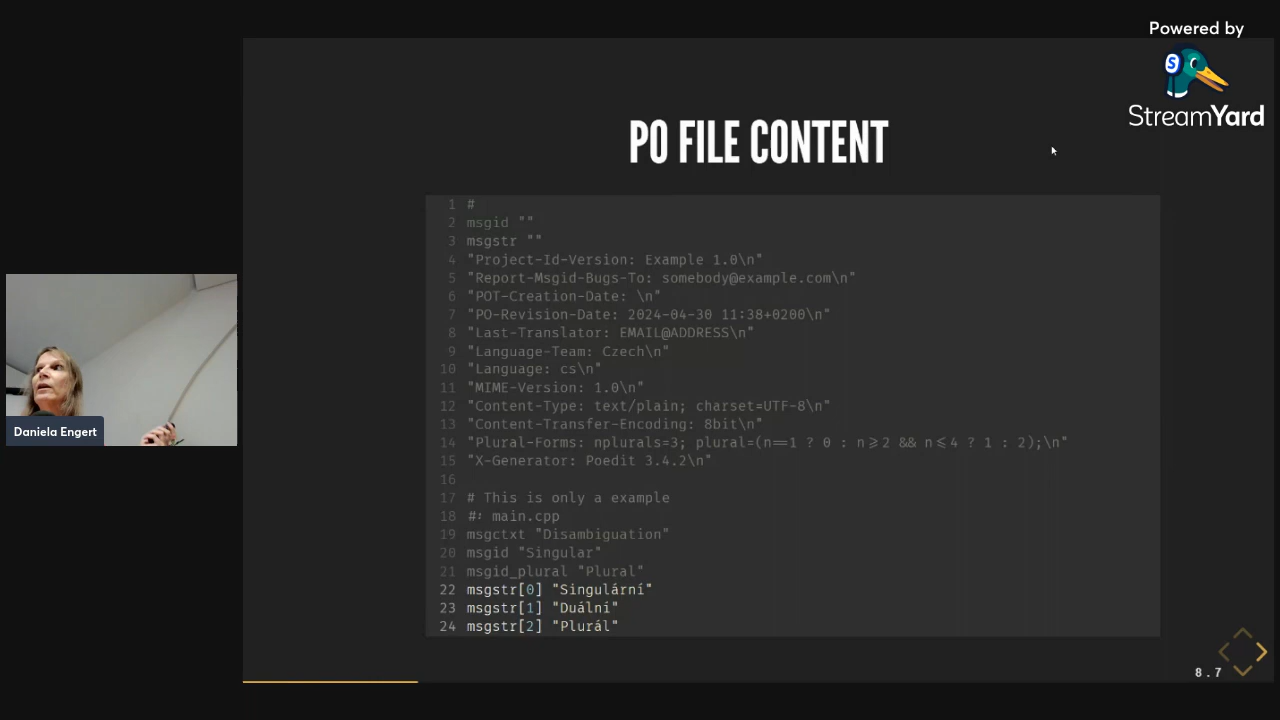 Powered by
StreamYard
PO FILE CONTENT
1 #
2 msgid ""
3 msgstr ""
4 "Project-Id-Version: Example 1.0\n"
5 "Report-Msgid-Bugs-To: somebody@example.com\n"
6 "POT-Creation-Date: \n"
7 "PO-Revision-Date: 2024-04-30 11:38+0200\n"
8 "Last-Translator: EMAIL@ADDRESS\n"
9 "Language-Team: Czech\n"
10 "Language: cs\n"
11 "MIME-Version: 1.0\n"
12 "Content-Type: text/plain; charset=UTF-8\n"
13 "Content-Transfer-Encoding: 8bit\n"
14 "Plural-Forms: nplurals=3; plural=(n==1 ? 0 : n>=2 && n<=4 ? 1 : 2);\n"
15 "X-Generator: Poedit 3.4.2\n"
16
17 # This is only a example
18 #: main.cpp
19 msgctxt "Disambiguation"
20 msgid "Singular"
21 msgid_plural "Plural"
22 msgstr[0] "Singulární"
23 msgstr[1] "Duální"
24 msgstr[2] "Plurál"
Daniela Engert
8.7